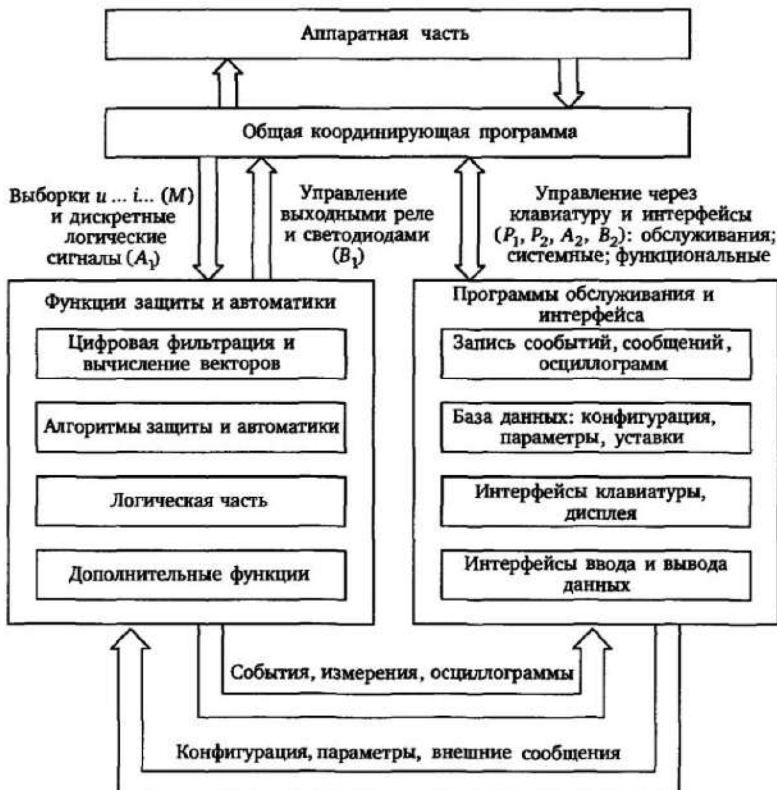 Аппаратная часть
Общая координирующая программа
Выборки u ... i... (M)
и дискретные
логические
сигналы (A₁)
Управление
выходными реле
и светодиодами
(B₁)
Управление через
клавиатуру и интерфейсы
(P₁, P₂, A₂, B₂): обслуживания;
системные; функциональные
Функции защиты и автоматики
Цифровая фильтрация и
вычисление векторов
Алгоритмы защиты и автоматики
Логическая часть
Дополнительные функции
Программы обслуживания и
интерфейса
Запись сообытий, сообщений,
осциллограмм
База данных: конфигурация,
параметры, уставки
Интерфейсы клавиатуры,
дисплея
Интерфейсы ввода и вывода
данных
События, измерения, осциллограммы
Конфигурация, параметры, внешние сообщения